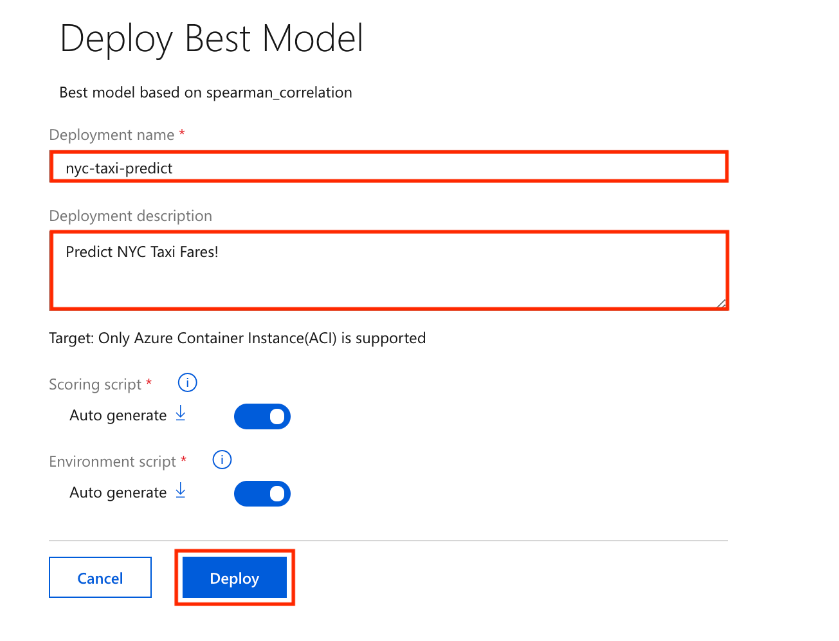 Deploy Best Model
Best model based on spearman_correlation
Deployment name *
nyc-taxi-predict
Deployment description
Predict NYC Taxi Fares!
Target: Only Azure Container Instance(ACI) is supported
Scoring script * i
Auto generate
Environment script * i
Auto generate
Cancel Deploy